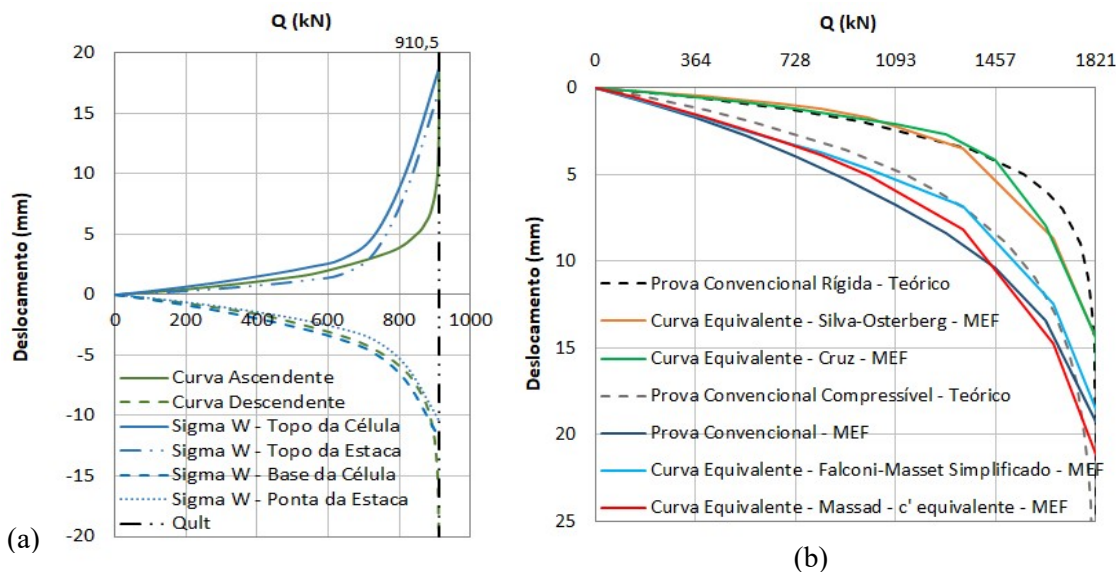 Q (kN)
910,5
20
15
10
5
0
-5
-10
-15
-20
0
200
400
600
800
1000
Deslocamento (mm)
Curva Ascendente
Curva Descendente
Sigma W - Topo da Célula
Sigma W - Topo da Estaca
Sigma W - Base da Célula
Sigma W - Ponta da Estaca
Qult
(a)
Q (kN)
0 364 728 1093 1457 1821
0
5
10
15
20
25
Deslocamento (mm)
Prova Convencional Rígida - Teórico
Curva Equivalente - Silva-Osterberg - MEF
Curva Equivalente - Cruz - MEF
Prova Convencional Compressível - Teórico
Prova Convencional - MEF
Curva Equivalente - Falconi-Masset Simplificado - MEF
Curva Equivalente - Massad - c' equivalente - MEF
(b)